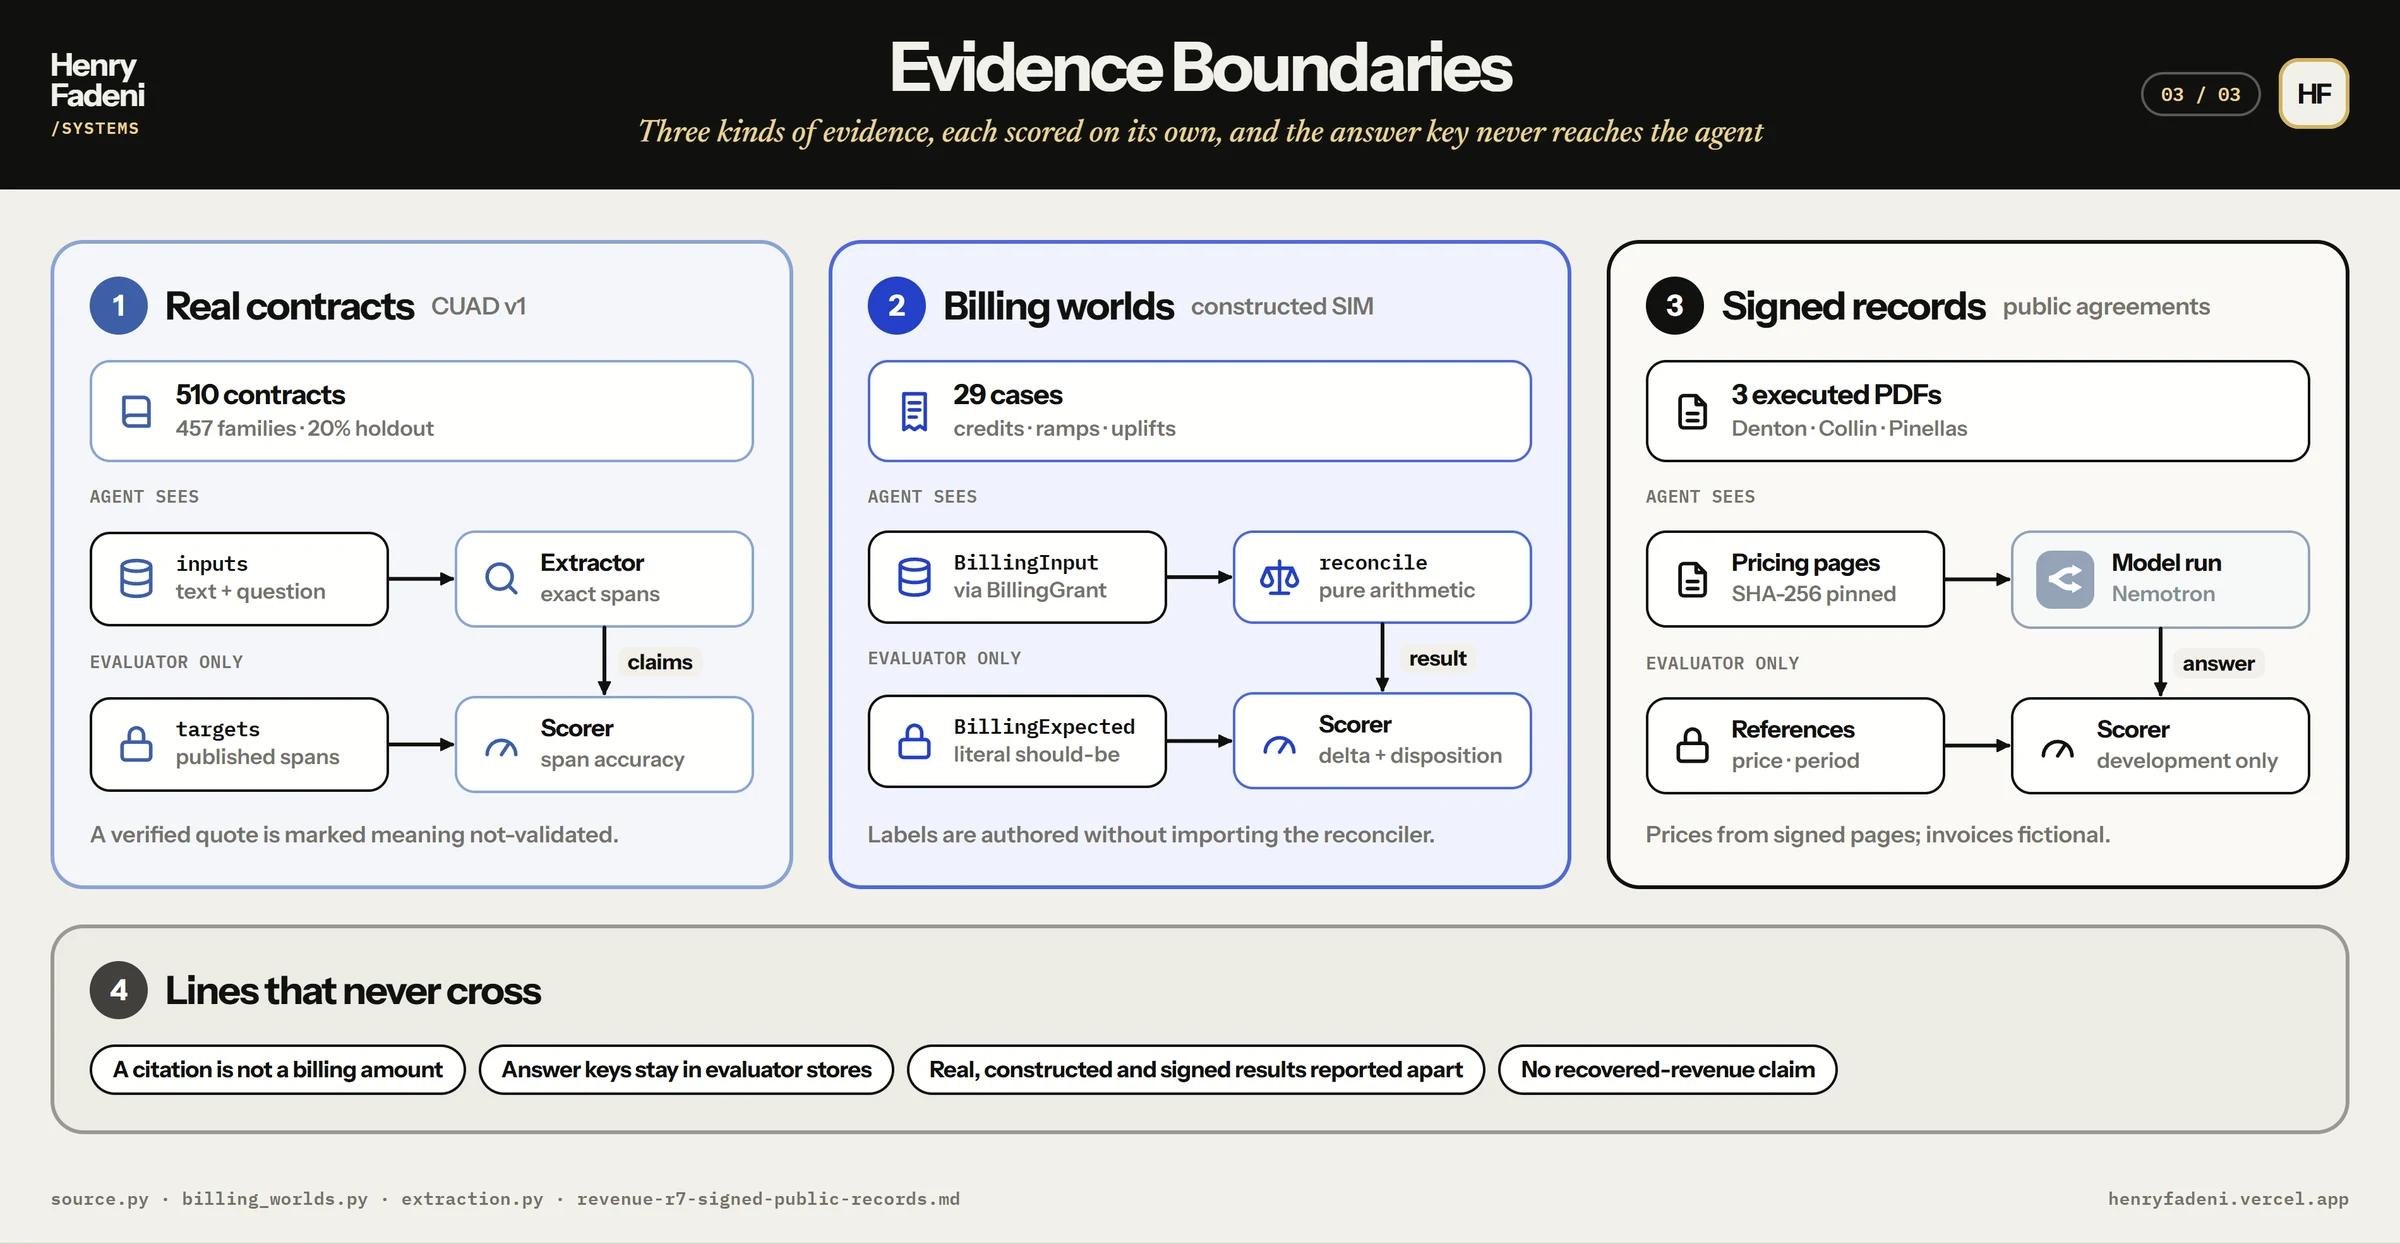 Henry
Fadeni
/SYSTEMS
Evidence Boundaries
Three kinds of evidence, each scored on its own, and the answer key never reaches the agent
03 / 03
HF
1
Real contracts CUAD v1
510 contracts
457 families · 20% holdout
AGENT SEES
inputs
text + question
Extractor
exact spans
claims
EVALUATOR ONLY
targets
published spans
Scorer
span accuracy
A verified quote is marked meaning not-validated.
2
Billing worlds constructed SIM
29 cases
credits · ramps · uplifts
AGENT SEES
BillingInput
via BillingGrant
reconcile
pure arithmetic
result
EVALUATOR ONLY
BillingExpected
literal should-be
Scorer
delta + disposition
Labels are authored without importing the reconciler.
3
Signed records public agreements
3 executed PDFs
Denton · Collin · Pinellas
AGENT SEES
Pricing pages
SHA-256 pinned
Model run
Nemotron
answer
EVALUATOR ONLY
References
price · period
Scorer
development only
Prices from signed pages; invoices fictional.
4
Lines that never cross
A citation is not a billing amount
Answer keys stay in evaluator stores
Real, constructed and signed results reported apart
No recovered-revenue claim
source.py · billing_worlds.py · extraction.py · revenue-r7-signed-public-records.md
henryfadeni.vercel.app